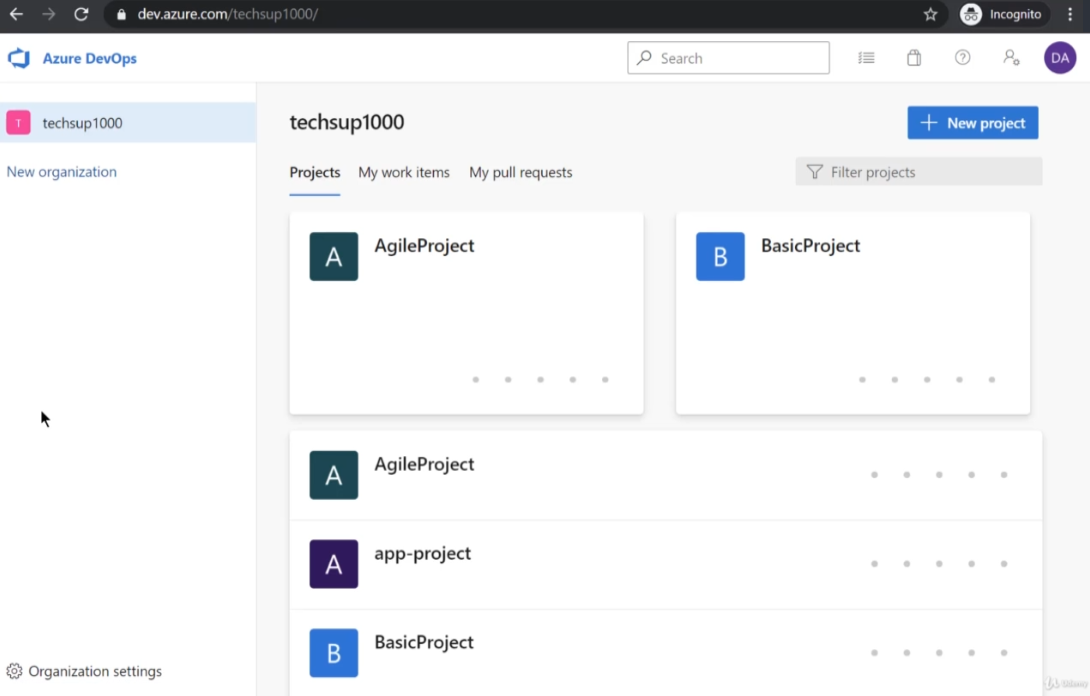 dev.azure.com/techsup1000/
Incognito
Azure DevOps
Search
DA
T
techsup1000
New organization
techsup1000
New project
Projects My work items My pull requests
Filter projects
A
AgileProject
B
BasicProject
A
AgileProject
A
app-project
B
BasicProject
Organization settings
Udemy